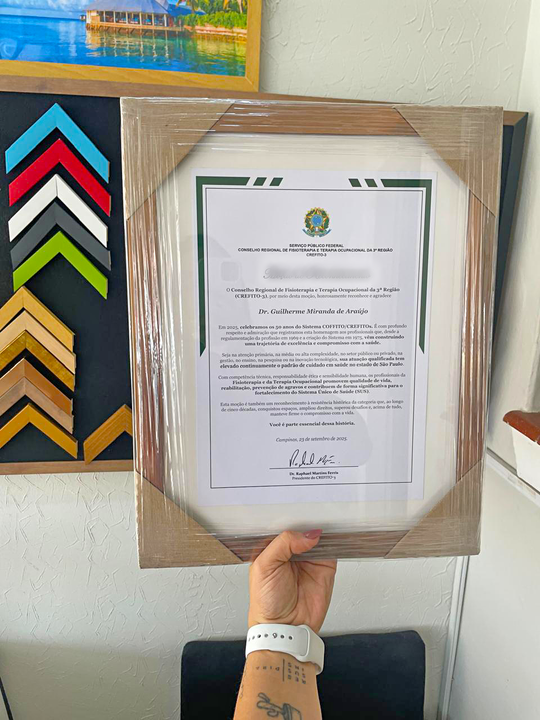 SERVIÇO PÚBLICO FEDERAL
CONSELHO REGIONAL DE FISIOTERAPIA E TERAPIA OCUPACIONAL DA 3ª REGIÃO
CREFITO-3
O Conselho Regional de Fisioterapia e Terapia Ocupacional da 3ª Região
(CREFITO-3), por meio desta moção, honrosamente reconhece e agradece
Dr. Guilherme Miranda de Araújo
Em 2025, celebramos os 50 anos do Sistema COFFITO/CREFITOs. É com profundo
respeito e admiração que registramos esta homenagem aos profissionais que, desde a
regulamentação da profissão em 1969 e a criação do Sistema em 1975, vêm construindo
uma trajetória de excelência e compromisso com a saúde.
Seja na atenção primária, na média ou alta complexidade, no setor público ou privado, na
gestão, no ensino, na pesquisa ou na inovação tecnológica, sua atuação qualificada tem
elevado continuamente o padrão de cuidado em saúde no estado de São Paulo.
Com competência técnica, responsabilidade ética e sensibilidade humana, os profissionais da
Fisioterapia e da Terapia Ocupacional promovem qualidade de vida,
reabilitação, prevenção de agravos e contribuem de forma significativa para o
fortalecimento do Sistema Único de Saúde (SUS).
Esta moção é também um reconhecimento à resistência histórica da categoria que, ao longo
de cinco décadas, conquistou espaços, ampliou direitos, superou desafios e, acima de tudo,
manteve firme o compromisso com a vida.
Você é parte essencial dessa história.
Campinas, 23 de setembro de 2025.
Dr. Raphael Martins Ferris
Presidente do CREFITO-3